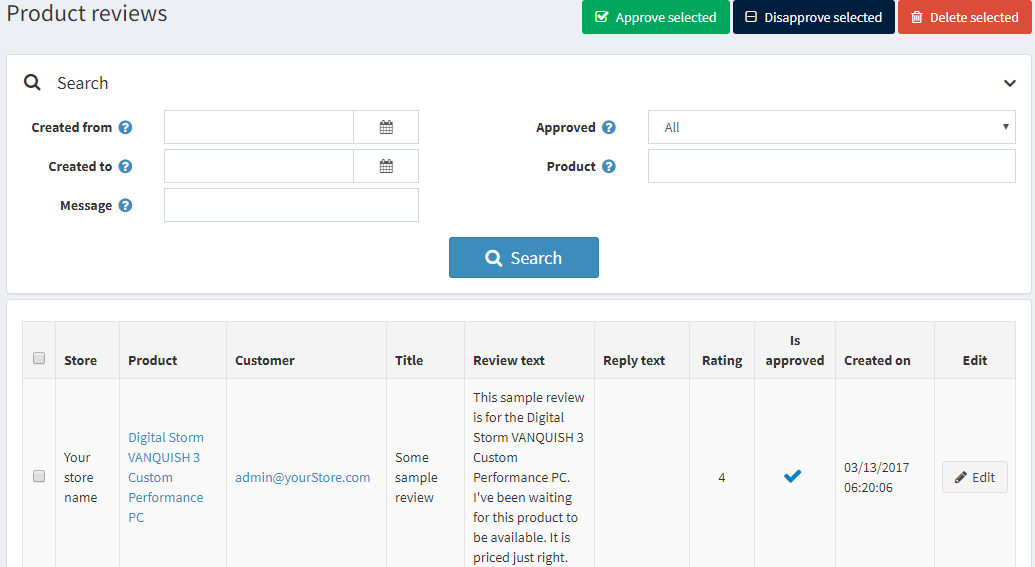 Product reviews
Approve selected
Disapprove selected
Delete selected
Search
Created from ?
Approved ?
All
Created to ?
Product ?
Message ?
Search
Store
Product
Customer
Title
Review text
Reply text
Rating
Is
approved
Created on
Edit
Your
store
name
Digital Storm
VANQUISH 3
Custom
Performance
PC
admin@yourStore.com
Some
sample
review
This sample review
is for the Digital
Storm VANQUISH 3
Custom
Performance PC.
I've been waiting
for this product to
be available. It is
priced just right.
4
03/13/2017
06:20:06
Edit